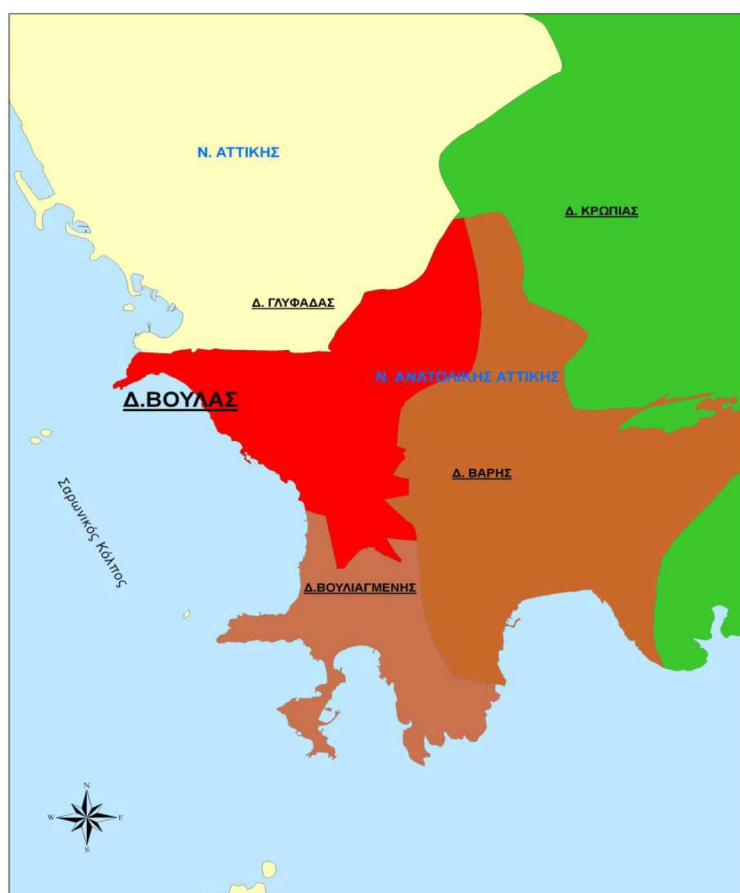 Ν. ΑΤΤΙΚΗΣ
Δ. ΚΡΩΠΙΑΣ
Δ. ΓΛΥΦΑΔΑΣ
Ν. ΑΝΑΤΟΛΙΚΗΣ ΑΤΤΙΚΗΣ
Δ.ΒΟΥΛΑΣ
Δ. ΒΑΡΗΣ
Σαρωνικός Κόλπος
Δ.ΒΟΥΛΙΑΓΜΕΝΗΣ
N
W E
S